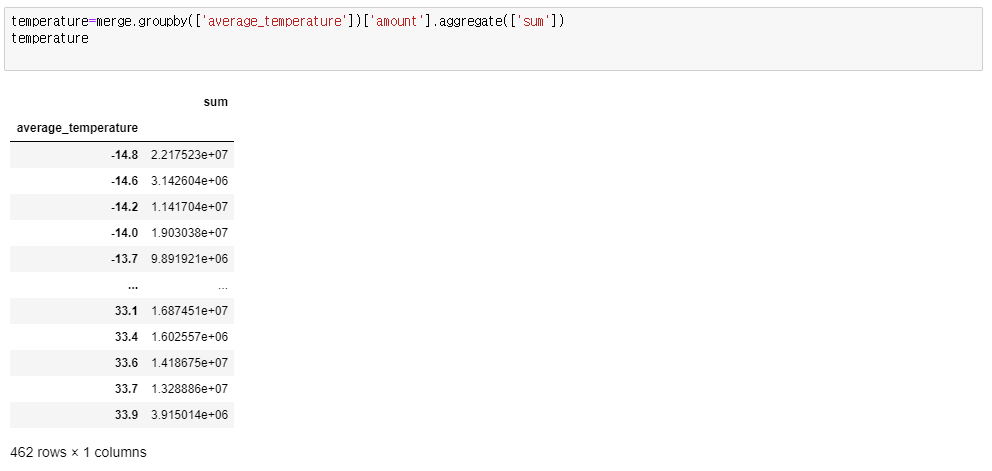 temperature=merge.groupby(['average_temperature'])['amount'].aggregate(['sum'])
temperature
sum
average_temperature
-14.8 2.217523e+07
-14.6 3.142604e+06
-14.2 1.141704e+07
-14.0 1.903038e+07
-13.7 9.891921e+06
... ...
33.1 1.687451e+07
33.4 1.602557e+06
33.6 1.418675e+07
33.7 1.328886e+07
33.9 3.915014e+06
462 rows × 1 columns